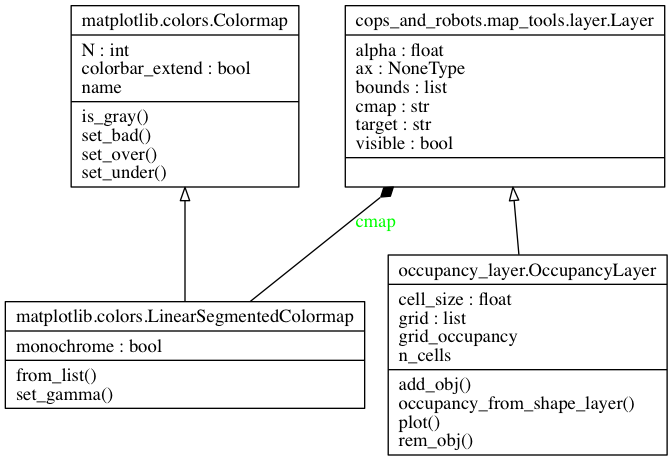 matplotlib.colors.Colormap
N : int
colorbar_extend : bool
name
is_gray()
set_bad()
set_over()
set_under()
cops_and_robots.map_tools.layer.Layer
alpha : float
ax : NoneType
bounds : list
cmap : str
target : str
visible : bool
cmap
matplotlib.colors.LinearSegmentedColormap
monochrome : bool
from_list()
set_gamma()
occupancy_layer.OccupancyLayer
cell_size : float
grid : list
grid_occupancy
n_cells
add_obj()
occupancy_from_shape_layer()
plot()
rem_obj()